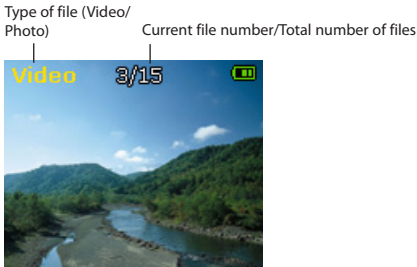 Type of file (Video/
Photo)
Current file number/Total number of files
Video 3/15